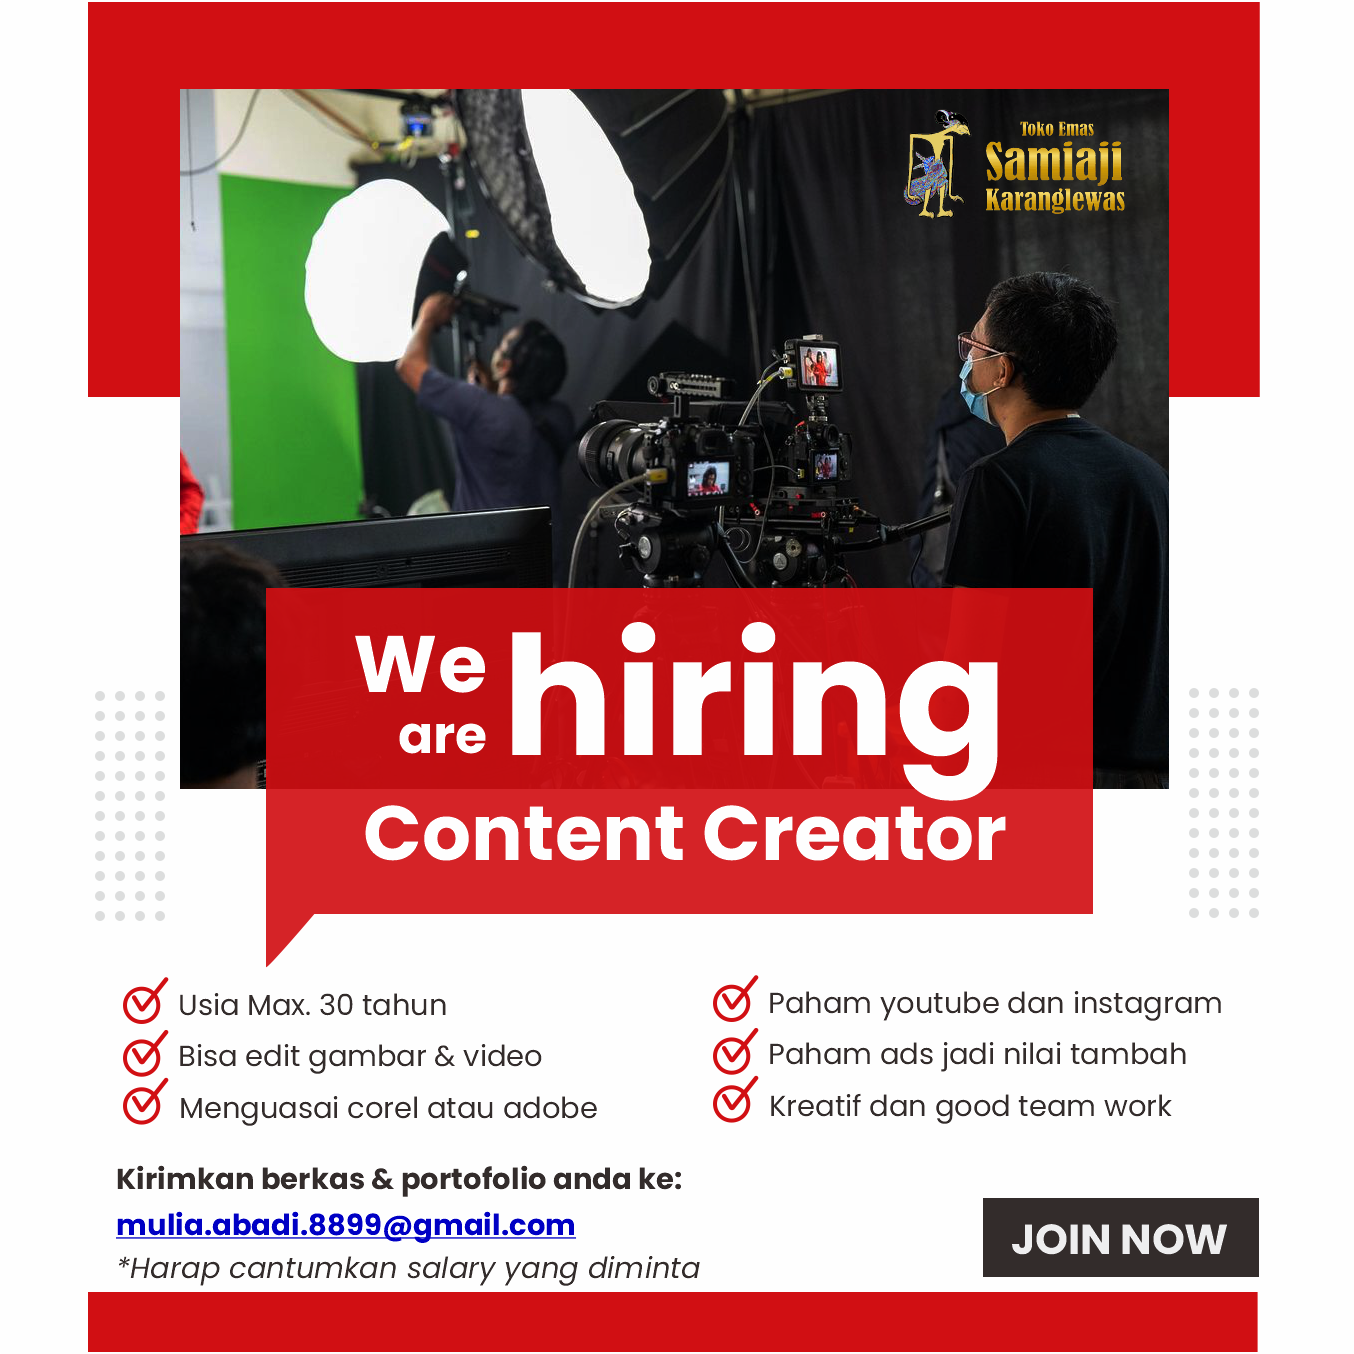 Toko Emas
Samiaji
Karanglewas
We
are
hiring
Content Creator
Usia Max. 30 tahun
Bisa edit gambar & video
Menguasai corel atau adobe
Paham youtube dan instagram
Paham ads jadi nilai tambah
Kreatif dan good team work
Kirimkan berkas & portofolio anda ke:
mulia.abadi.8899@gmail.com
*Harap cantumkan salary yang diminta
JOIN NOW